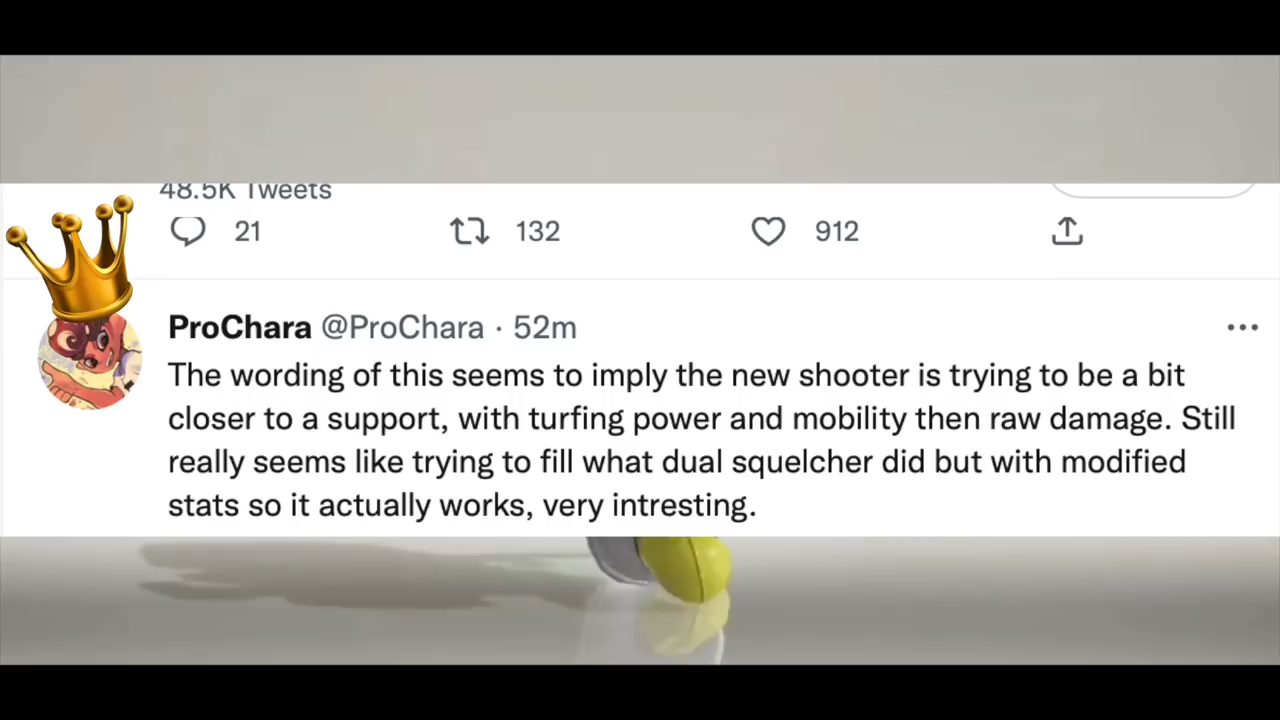 48.5K Tweets
21 132 912
ProChara @ProChara · 52m
The wording of this seems to imply the new shooter is trying to be a bit
closer to a support, with turfing power and mobility then raw damage. Still
really seems like trying to fill what dual squelcher did but with modified
stats so it actually works, very intresting.